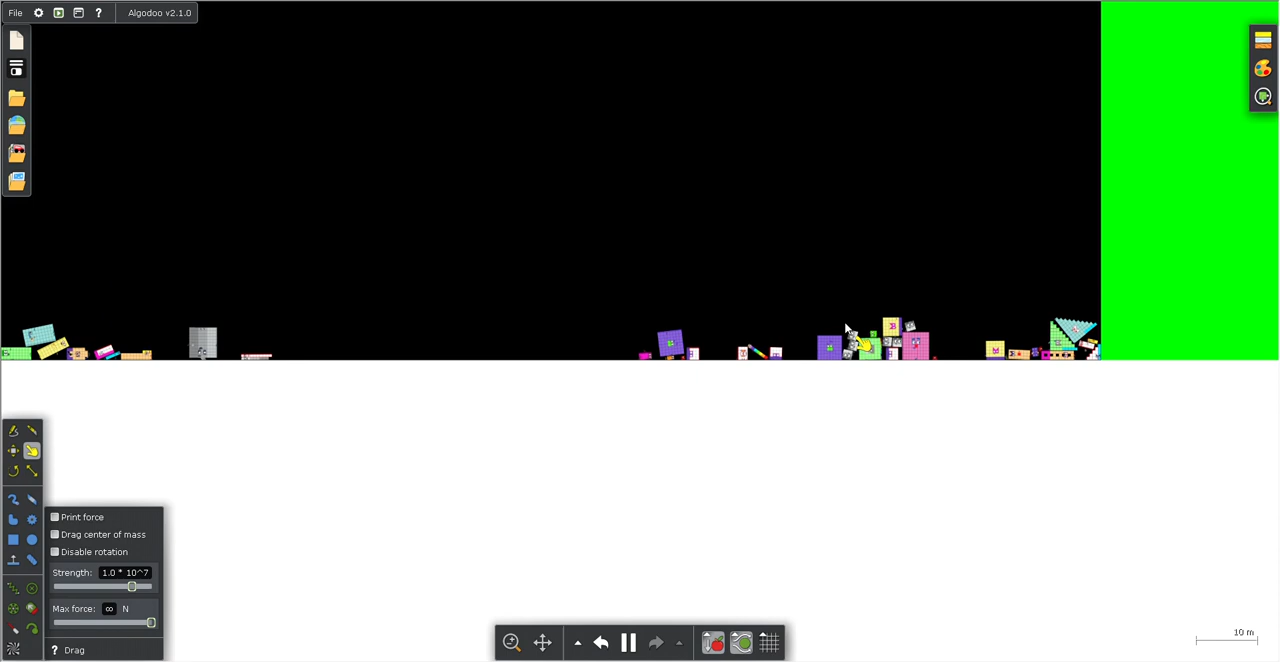 File ? Algodoo v2.1.0
Print force
Drag center of mass
Disable rotation
Strength: 1.0 * 10^7
Max force: ∞ N
? Drag
10 m